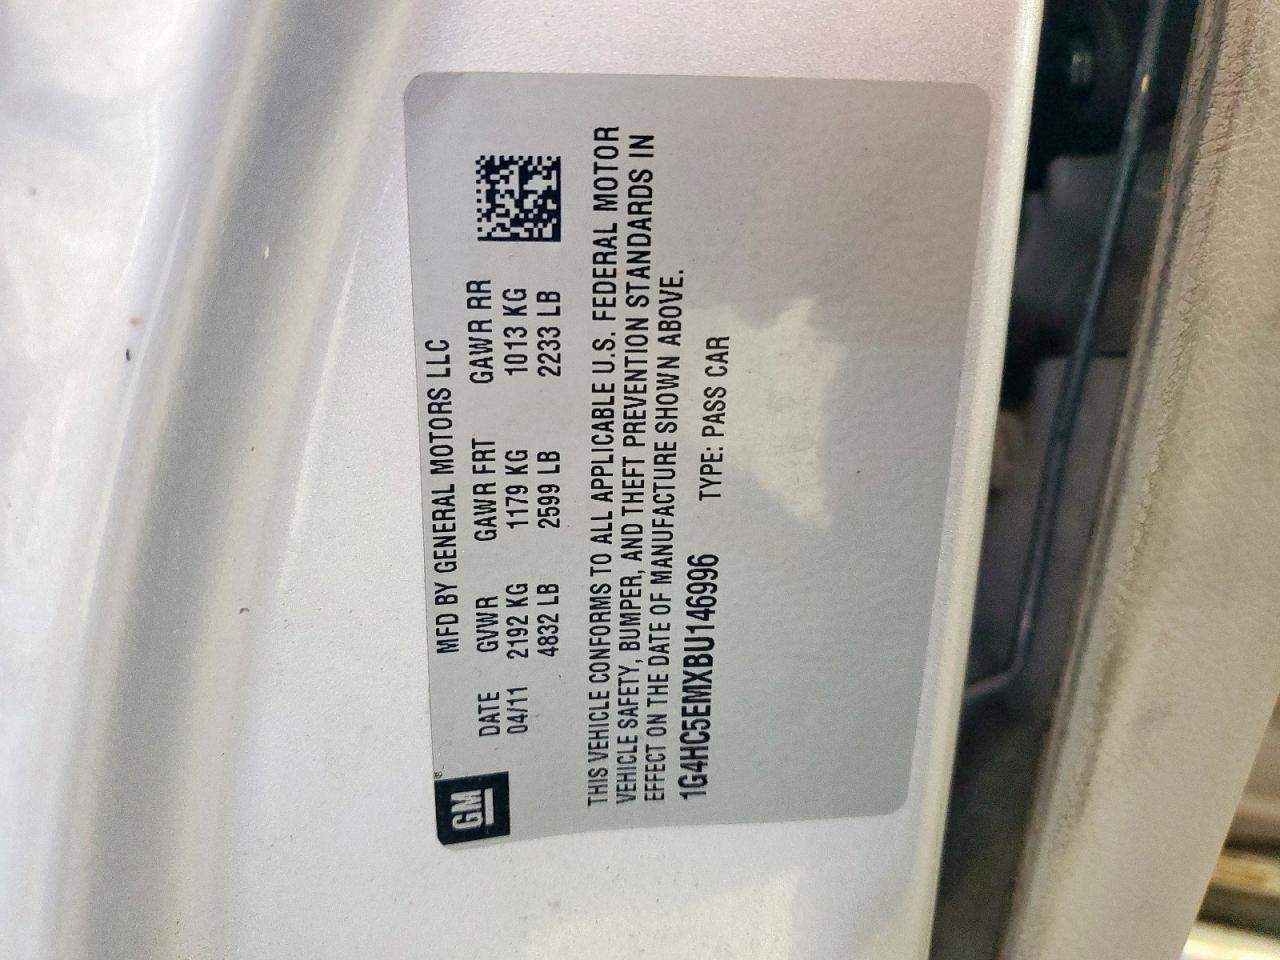 GM
MFD BY GENERAL MOTORS LLC
DATE GVWR GAWR FRT GAWR RR
04/11 2192 KG 1179 KG 1013 KG
4832 LB 2599 LB 2233 LB
THIS VEHICLE CONFORMS TO ALL APPLICABLE U.S. FEDERAL MOTOR
VEHICLE SAFETY, BUMPER, AND THEFT PREVENTION STANDARDS IN
EFFECT ON THE DATE OF MANUFACTURE SHOWN ABOVE.
1G4HC5EMXBU146996 TYPE: PASS CAR